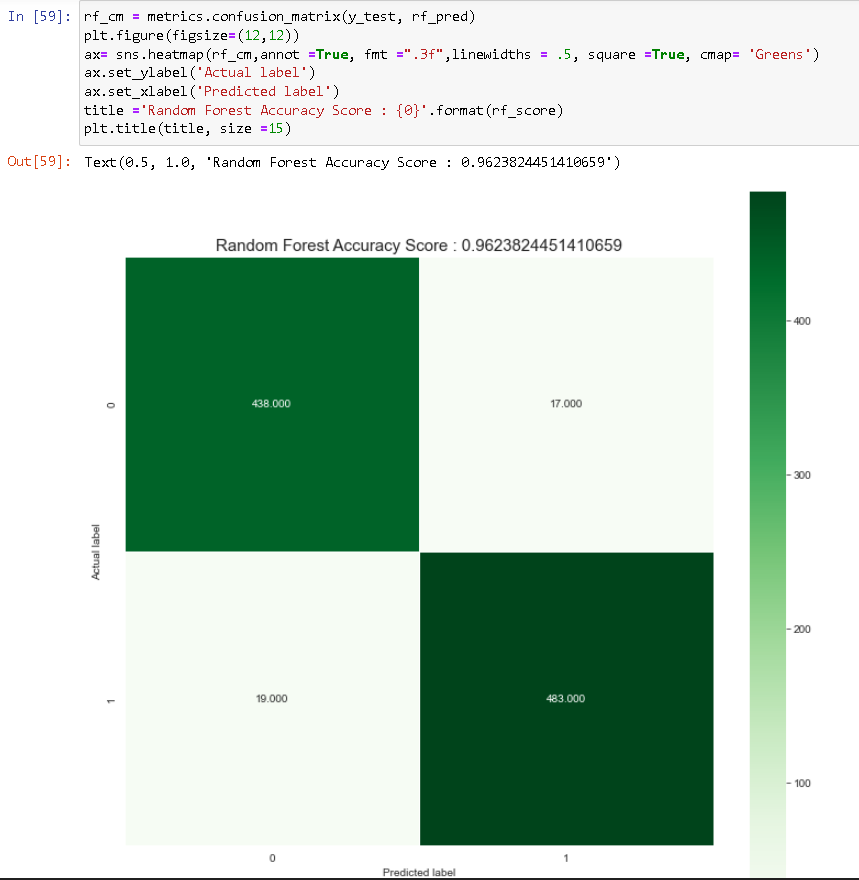 In [59]: rf_cm = metrics.confusion_matrix(y_test, rf_pred)
plt.figure(figsize=(12,12))
ax= sns.heatmap(rf_cm,annot =True, fmt =".3f",linewidths = .5, square =True, cmap= 'Greens')
ax.set_ylabel('Actual label')
ax.set_xlabel('Predicted label')
title ='Random Forest Accuracy Score : {0}'.format(rf_score)
plt.title(title, size =15)
Out[59]: Text(0.5, 1.0, 'Random Forest Accuracy Score : 0.9623824451410659')
Random Forest Accuracy Score : 0.9623824451410659
400
0
438.000
17.000
300
Actual label
200
1
19.000
483.000
100
0
1
Predicted label